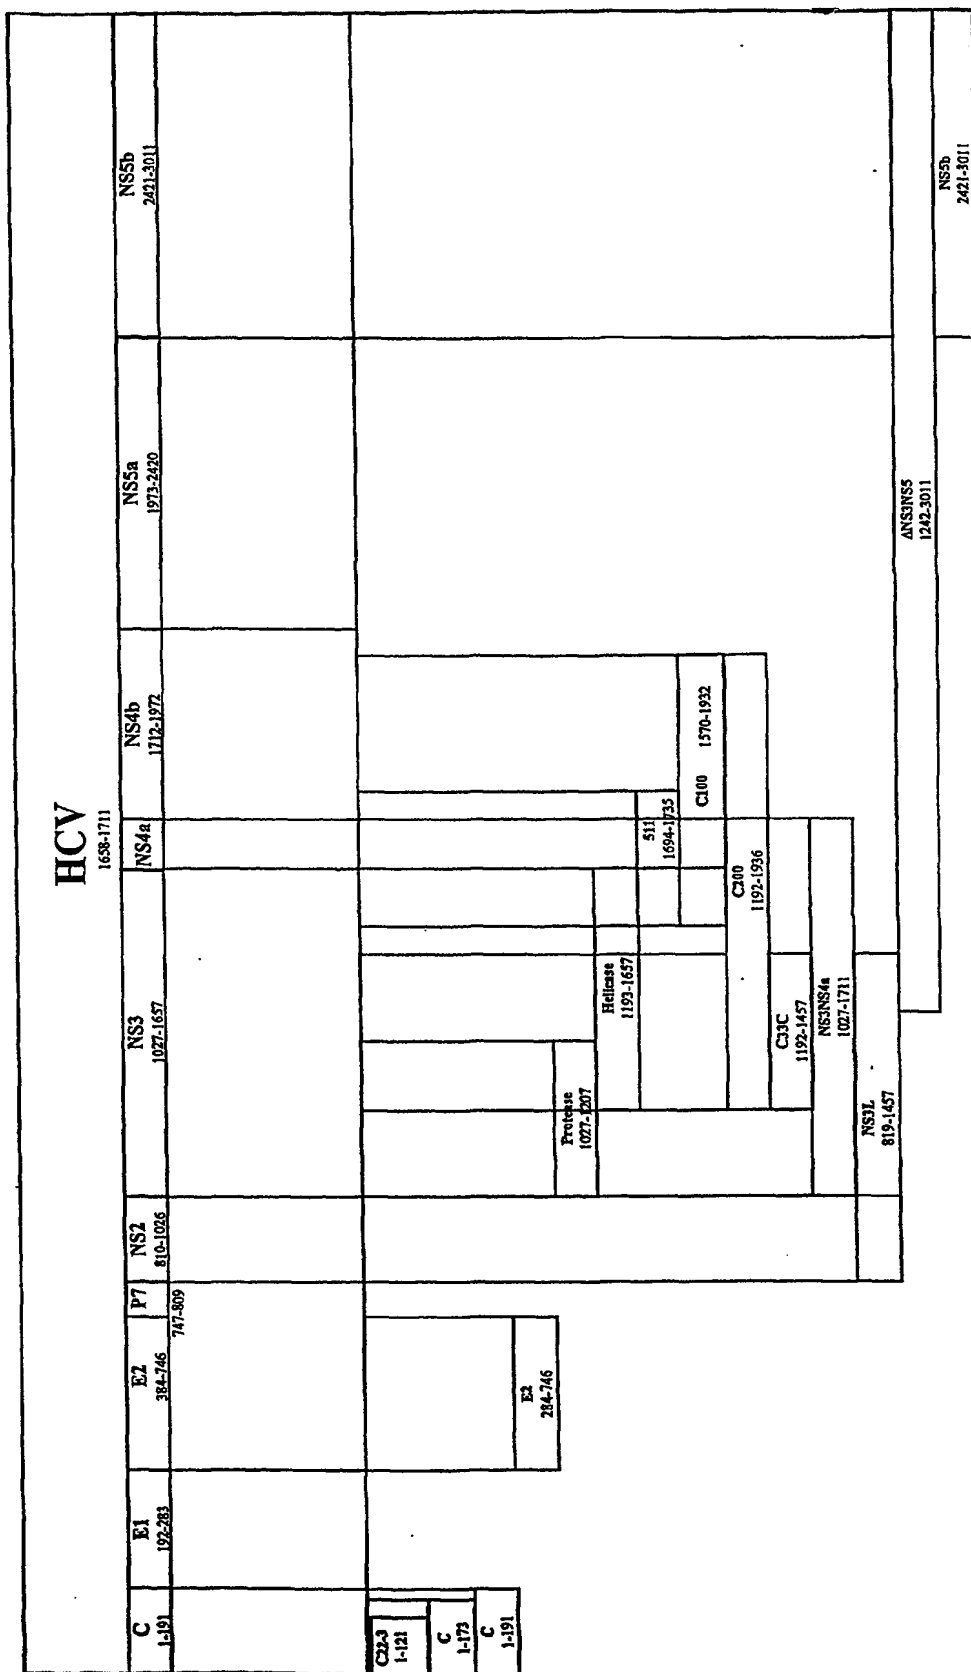 HCV
1658-1711
C
1-191
E1
192-283
E2
384-746
P7
747-809
NS2
810-1026
NS3
1027-1657
NS4a
NS4b
1712-1972
NS5a
1973-2420
NS5b
2421-3011
C22-3
1-121
C
1-173
C
1-191
E2
284-746
Protease
1027-1207
Helicase
1193-1657
511
1694-1735
C100
1570-1932
C200
1192-1936
C33C
1192-1457
NS3NS4a
1027-1711
NS3L
819-1457
ΔNS3NS5
1242-3011
NS5b
2421-3011